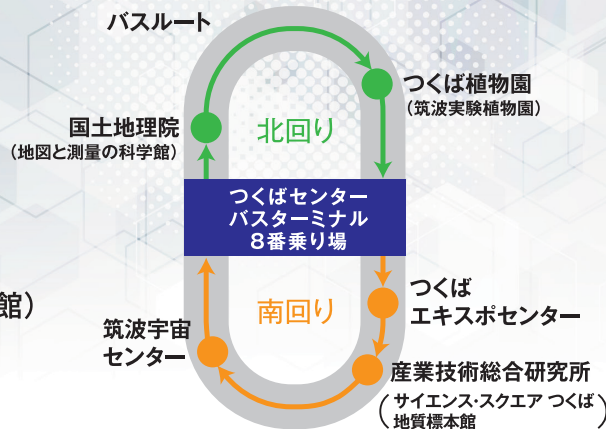 バスルート
つくば植物園
(筑波実験植物園)
国土地理院
(地図と測量の科学館)
北回り
つくばセンター
バスターミナル
8番乗り場
館)
南回り
つくば
エキスポセンター
筑波宇宙
センター
産業技術総合研究所
(サイエンス・スクエア つくば
地質標本館)